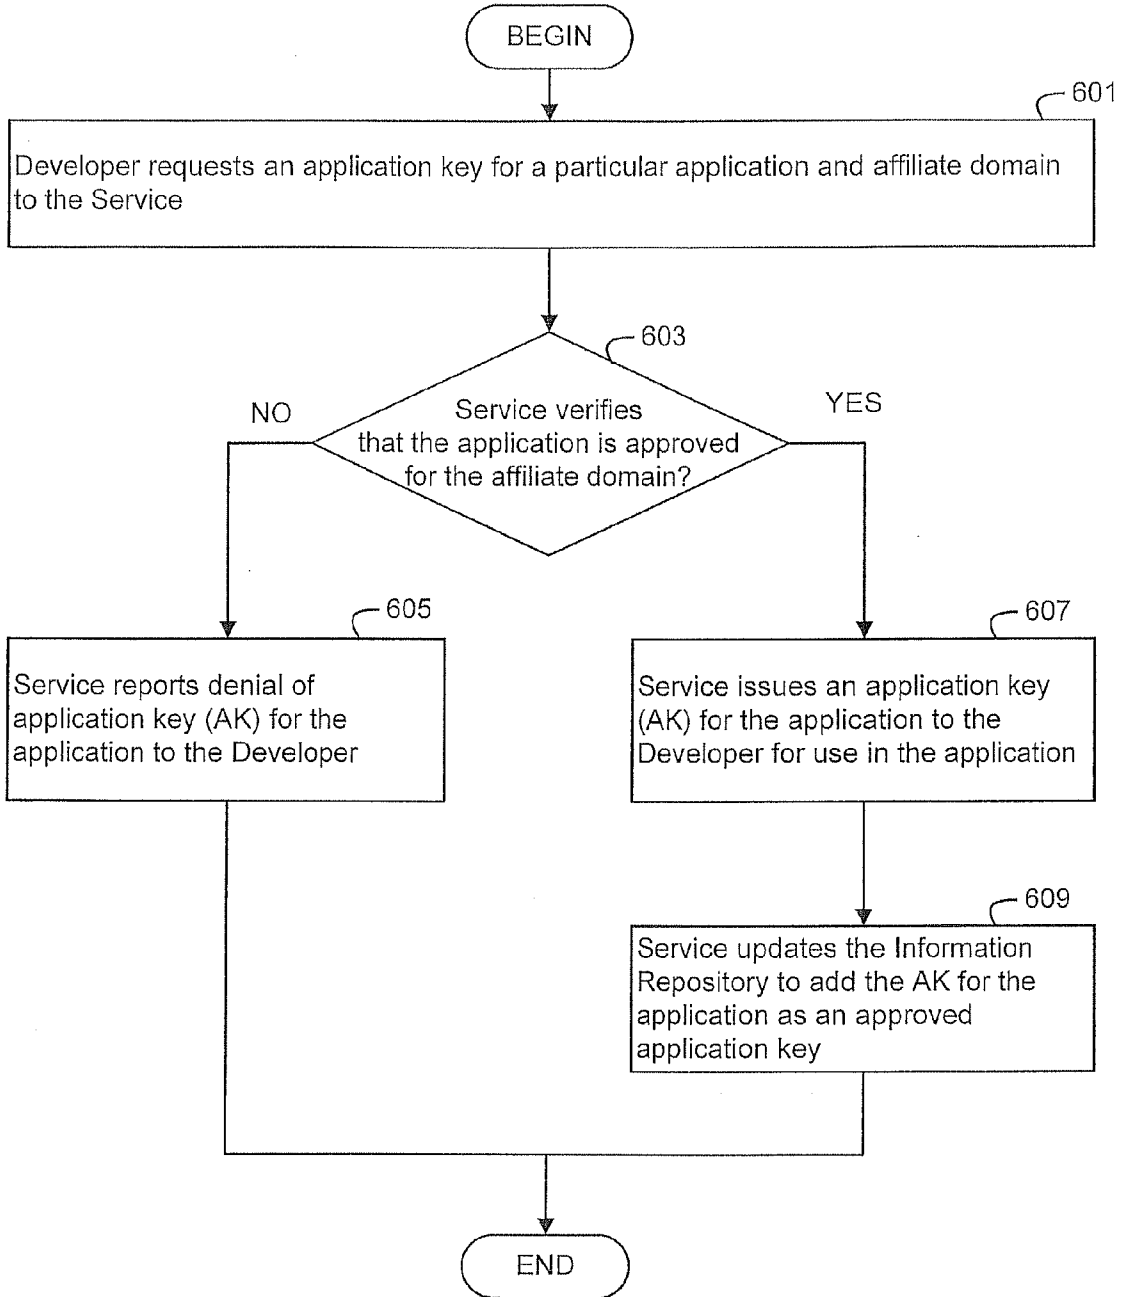 BEGIN
601
Developer requests an application key for a particular application and affiliate domain
to the Service
603
NO
YES
Service verifies
that the application is approved
for the affiliate domain?
605
Service reports denial of
application key (AK) for the
application to the Developer
607
Service issues an application key
(AK) for the application to the
Developer for use in the application
609
Service updates the Information
Repository to add the AK for the
application as an approved
application key
END